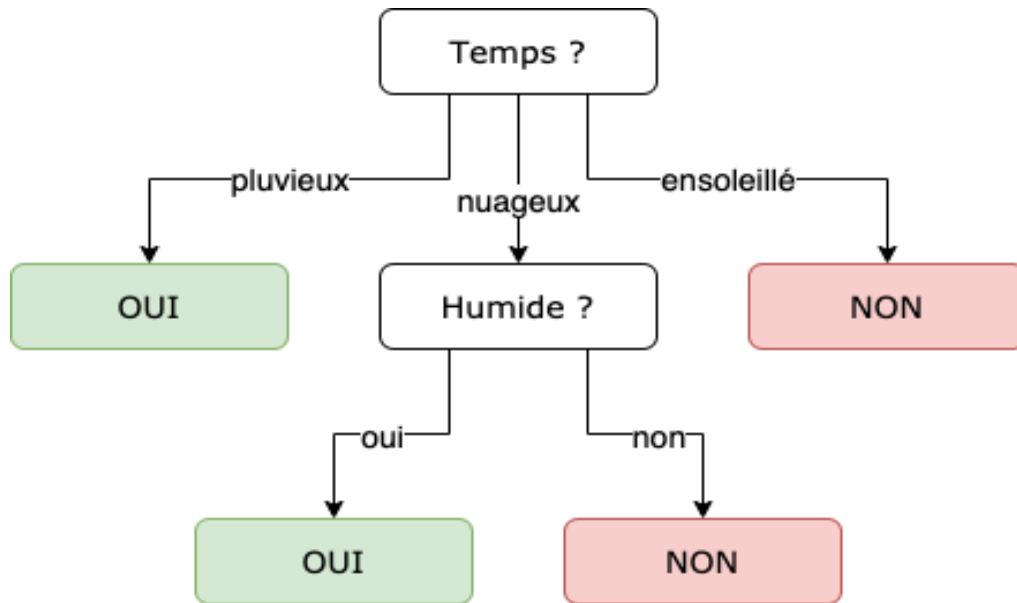 Temps ?
pluvieux
nuageux
ensoleillé
OUI
Humide ?
NON
oui
non
OUI
NON